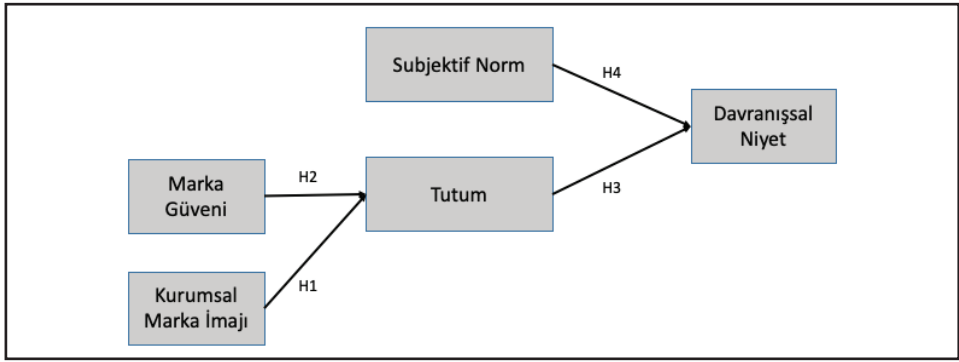 Subjektif Norm
H4
Davranışsal
Niyet
Marka
Güveni
H2
Tutum
H3
Kurumsal
Marka İmajı
H1